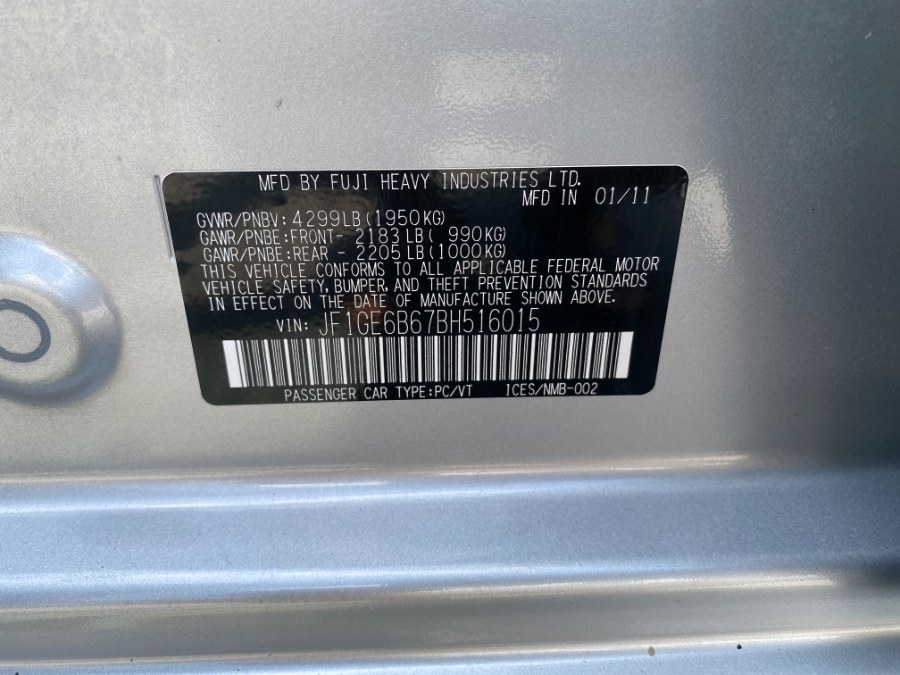 MFD BY FUJI HEAVY INDUSTRIES LTD.
MFD IN 01/11
GVWR/PNBV: 4299LB(1950KG)
GAWR/PNBE:FRONT- 2183 LB( 990KG)
GAWR/PNBE:REAR - 2205 LB(1000KG)
THIS VEHICLE CONFORMS TO ALL APPLICABLE FEDERAL MOTOR
VEHICLE SAFETY, BUMPER, AND THEFT PREVENTION STANDARDS
IN EFFECT ON THE DATE OF MANUFACTURE SHOWN ABOVE.
VIN: JF1GE6B67BH516015
PASSENGER CAR TYPE:PC/VT ICES/NMB-002